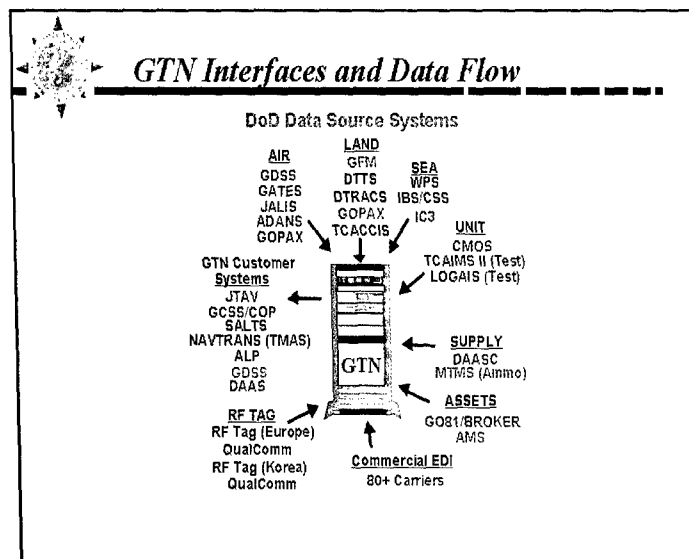 GTN Interfaces and Data Flow
DoD Data Source Systems
AIR
GDSS
GATES
JALIS
ADANS
GOPAX
LAND
GFM
DTTS
DTRACS
GOPAX
TCACCIS
SEA
WPS
IBS/CSS
IC3
UNIT
CMOS
TCAIMS II (Test)
LOGAIS (Test)
GTN Customer
Systems
JTAV
GCSS/COP
SALTS
NAVTRANS (TMAS)
ALP
GDSS
DAAS
GTN
SUPPLY
DAASC
MTMS (Ammo)
ASSETS
GO81/BROKER
AMS
RF TAG
RF Tag (Europe)
QualComm
RF Tag (Korea)
QualComm
Commercial EDI
80+ Carriers